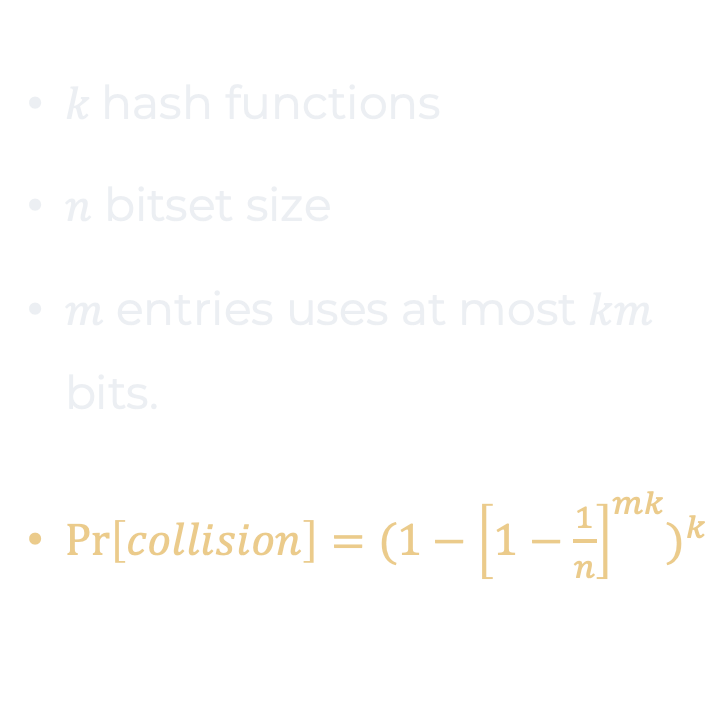 • k hash functions
• n bitset size
• m entries uses at most km
bits.
• Pr[collision] = (1 − [1 − 1/n]^{mk})^k